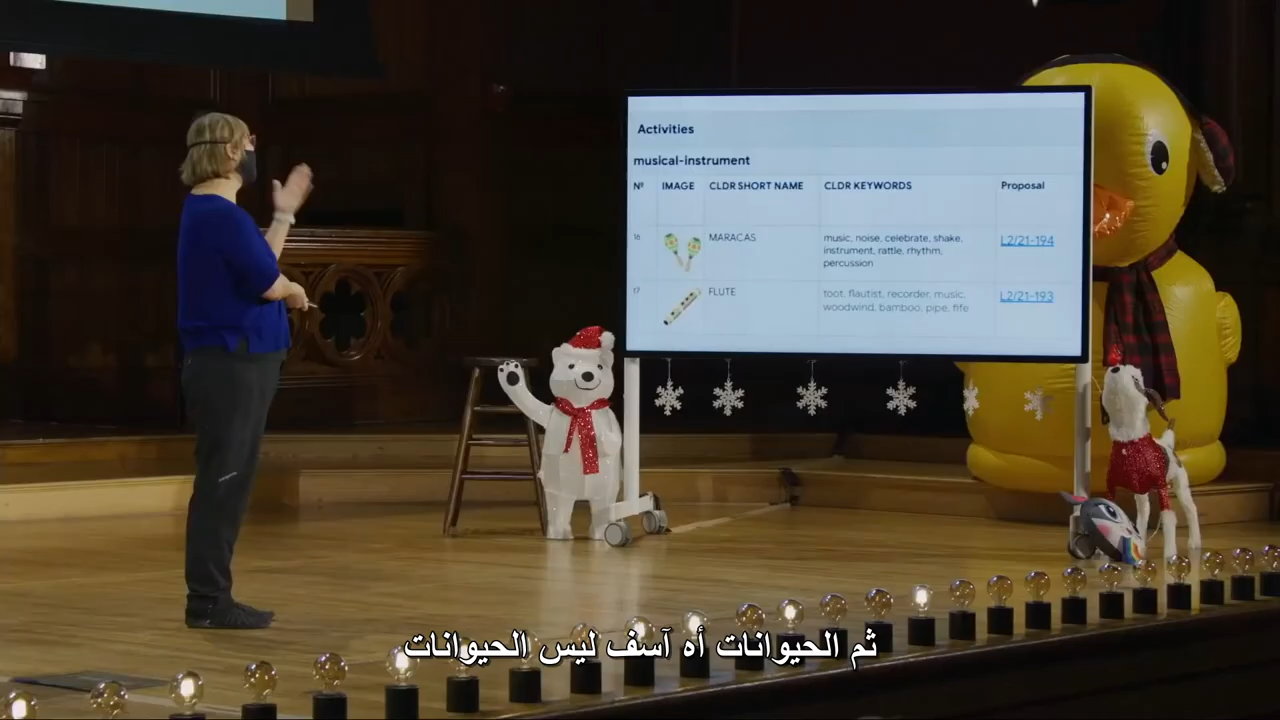 Activities
musical-instrument
Nº IMAGE CLDR SHORT NAME CLDR KEYWORDS Proposal
16 MARACAS music, noise, celebrate, shake, instrument, rattle, rhythm, percussion L2/21-194
17 FLUTE toot, flautist, recorder, music, woodwind, bamboo, pipe, fife L2/21-193
ثم الحيوانات أه آسف ليس الحيوانات